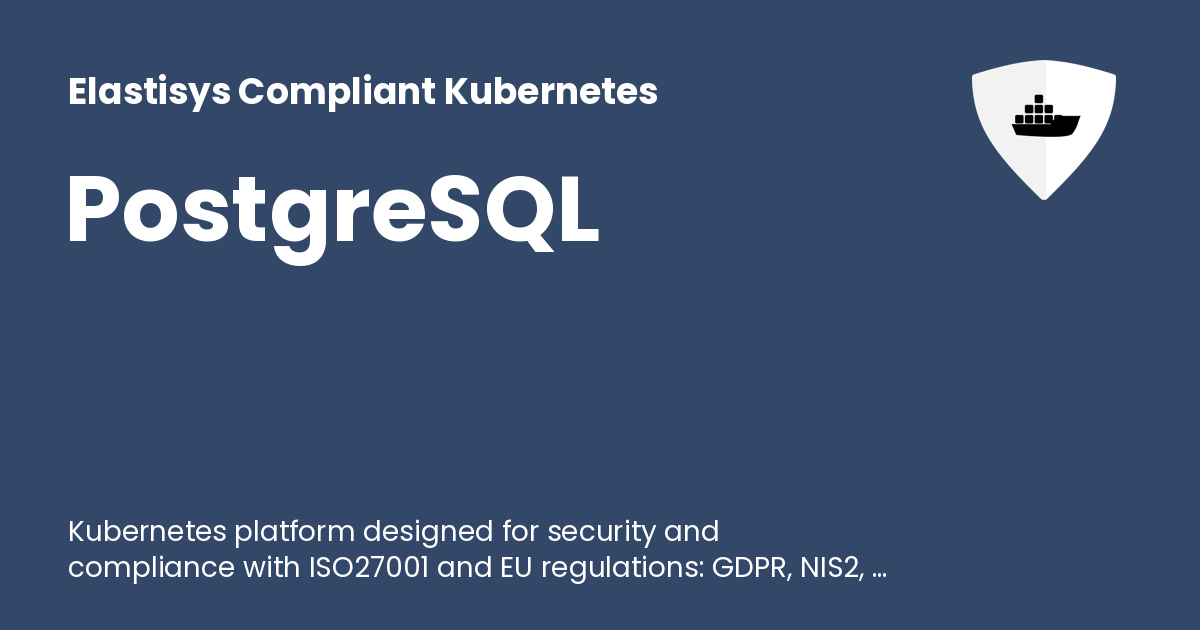 Elastisys Compliant Kubernetes
PostgreSQL
Kubernetes platform designed for security and
compliance with ISO27001 and EU regulations: GDPR, NIS2, ...